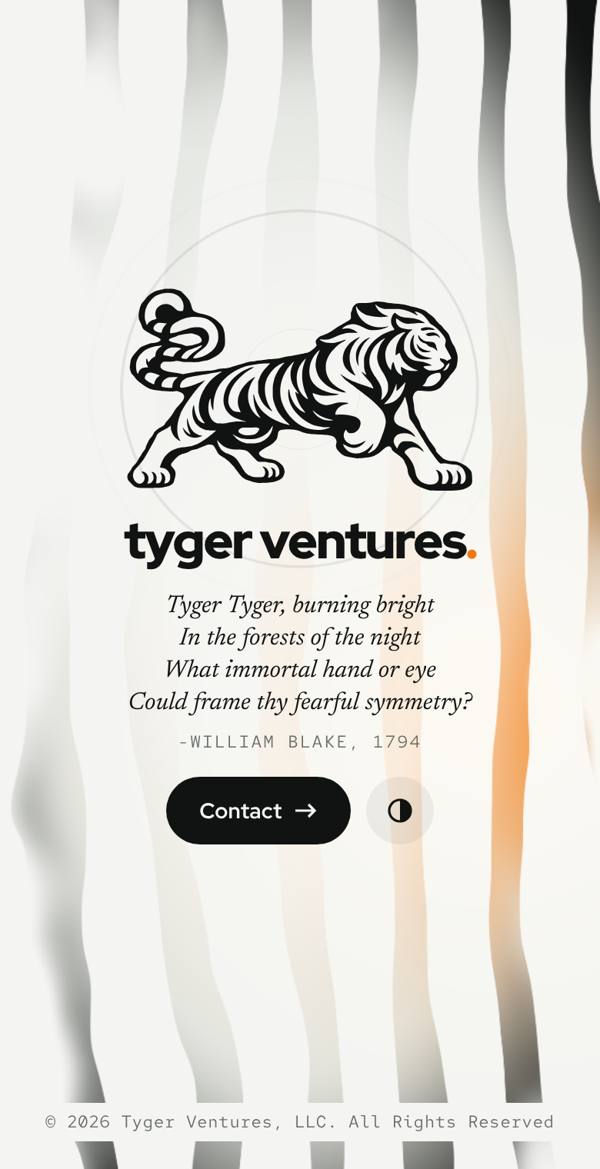 tyger ventures.
Tyger Tyger, burning bright
In the forests of the night
What immortal hand or eye
Could frame thy fearful symmetry?
-WILLIAM BLAKE, 1794
Contact →
© 2026 Tyger Ventures, LLC. All Rights Reserved